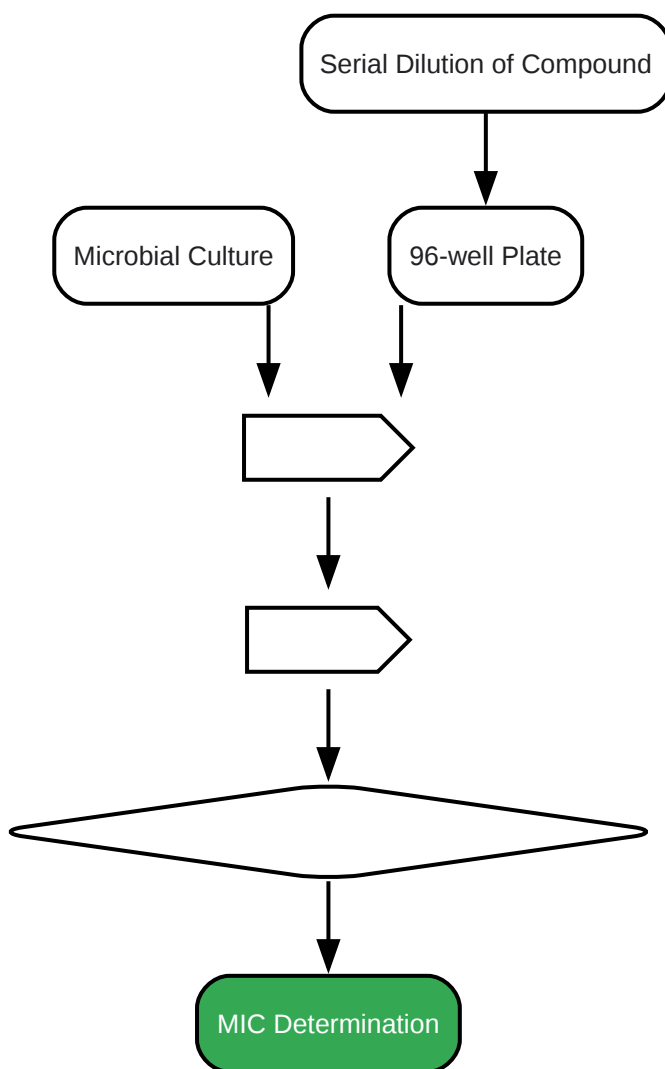 Serial Dilution of Compound
Microbial Culture
96-well Plate
MIC Determination